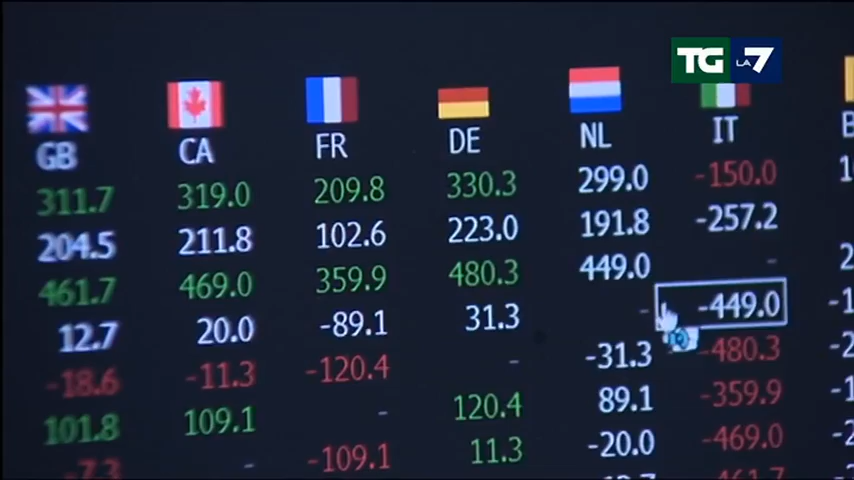 TG LA 7
GB CA FR DE NL IT
311.7 319.0 209.8 330.3 299.0 -150.0
204.5 211.8 102.6 223.0 191.8 -257.2
461.7 469.0 359.9 480.3 449.0 -
12.7 20.0 -89.1 31.3 - -449.0
-18.6 -11.3 -120.4 - -31.3 -480.3
101.8 109.1 - 120.4 89.1 -359.9
-7.3 - -109.1 11.3 -20.0 -469.0